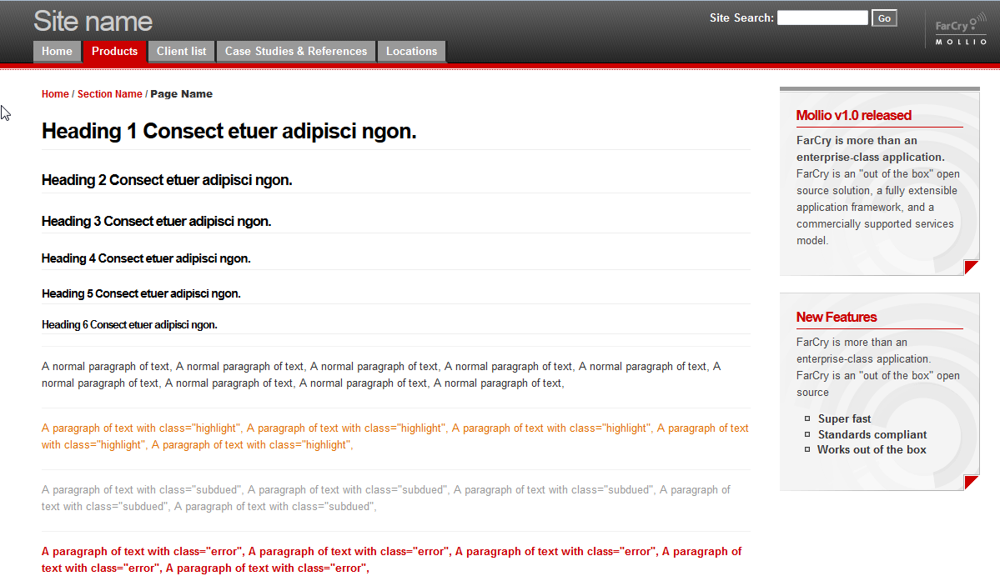 Site name
Site Search:
Go
FarCry
MOLLIO
Home
Products
Client list
Case Studies & References
Locations
Home / Section Name / Page Name
Heading 1 Consect etuer adipisci ngon.
Heading 2 Consect etuer adipisci ngon.
Heading 3 Consect etuer adipisci ngon.
Heading 4 Consect etuer adipisci ngon.
Heading 5 Consect etuer adipisci ngon.
Heading 6 Consect etuer adipisci ngon.
A normal paragraph of text, A normal paragraph of text, A normal paragraph of text, A normal paragraph of text, A normal paragraph of text, A
normal paragraph of text, A normal paragraph of text, A normal paragraph of text, A normal paragraph of text,
A paragraph of text with class="highlight", A paragraph of text with class="highlight", A paragraph of text with class="highlight", A paragraph of text
with class="highlight", A paragraph of text with class="highlight",
A paragraph of text with class="subdued", A paragraph of text with class="subdued", A paragraph of text with class="subdued", A paragraph of
text with class="subdued", A paragraph of text with class="subdued",
A paragraph of text with class="error", A paragraph of text with class="error", A paragraph of text with class="error", A paragraph of
text with class="error", A paragraph of text with class="error",
Mollio v1.0 released
FarCry is more than an
enterprise-class application.
FarCry is an "out of the box" open
source solution, a fully extensible
application framework, and a
commercially supported services
model.
New Features
FarCry is more than an
enterprise-class application.
FarCry is an "out of the box" open
source
Super fast
Standards compliant
Works out of the box